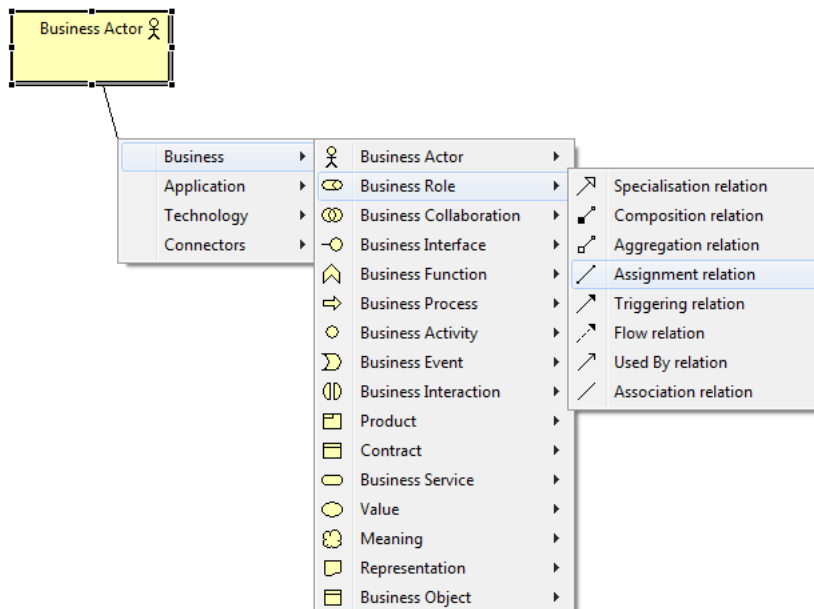 Business Actor
Business
Application
Technology
Connectors
Business Actor
Business Role
Business Collaboration
Business Interface
Business Function
Business Process
Business Activity
Business Event
Business Interaction
Product
Contract
Business Service
Value
Meaning
Representation
Business Object
Specialisation relation
Composition relation
Aggregation relation
Assignment relation
Triggering relation
Flow relation
Used By relation
Association relation